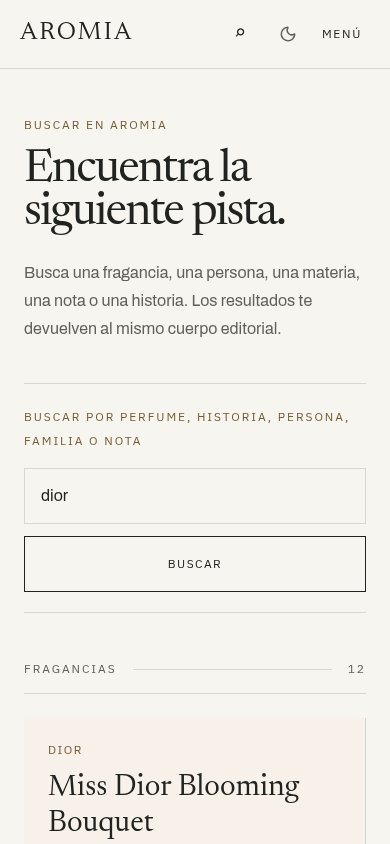 AROMIA
MENÚ
BUSCAR EN AROMIA
Encuentra la
siguiente pista.
Busca una fragancia, una persona, una materia,
una nota o una historia. Los resultados te
devuelven al mismo cuerpo editorial.
BUSCAR POR PERFUME, HISTORIA, PERSONA,
FAMILIA O NOTA
dior
BUSCAR
FRAGANCIAS 12
DIOR
Miss Dior Blooming
Bouquet